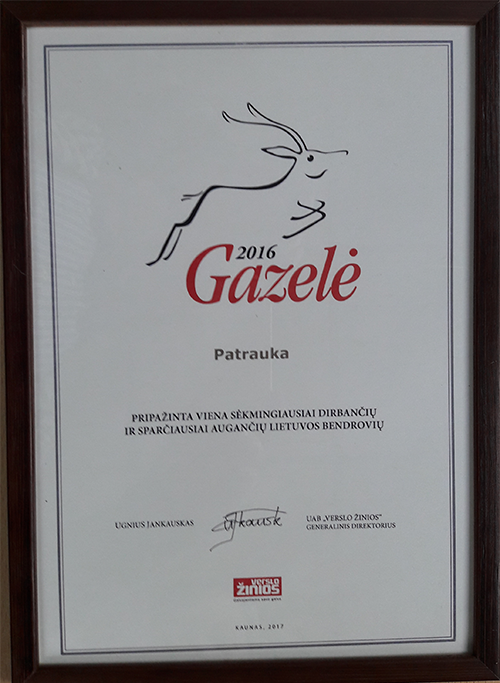 2016
Gazelė
Patrauka
PRIPAŽINTA VIENA SĖKMINGIAUSIAI DIRBANČIŲ
IR SPARČIAUSIAI AUGANČIŲ LIETUVOS BENDROVIŲ
UGNIUS JANKAUSKAS
UAB „VERSLO ŽINIOS"
GENERALINIS DIREKTORIUS
VERSLO
ŽINIOS
KAUNAS, 2017